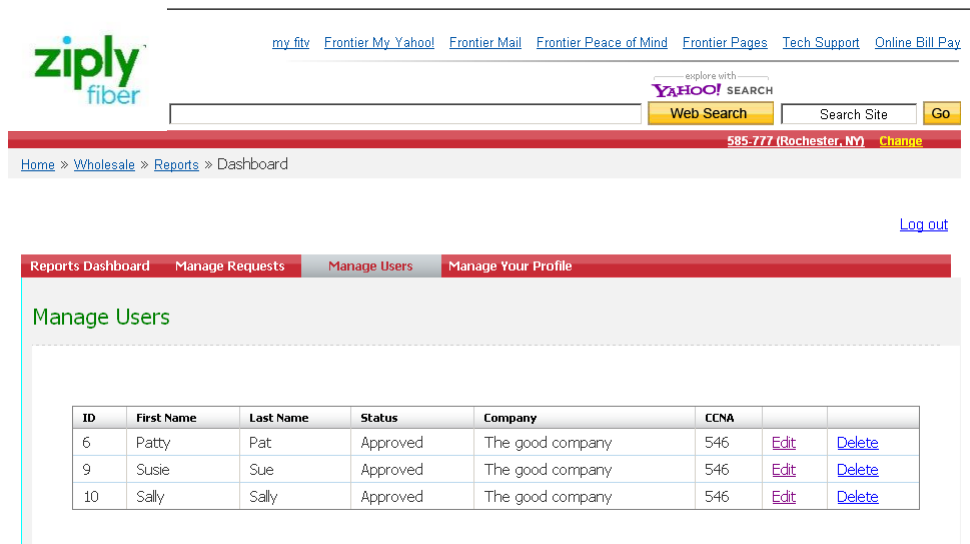 ziply
fiber
my fitv Frontier My Yahoo! Frontier Mail Frontier Peace of Mind Frontier Pages Tech Support Online Bill Pay
explore with
YAHOO! SEARCH
Web Search Search Site Go
585-777 (Rochester, NY) Change
Home » Wholesale » Reports » Dashboard
Log out
Reports Dashboard Manage Requests Manage Users Manage Your Profile
Manage Users
ID First Name Last Name Status Company CCNA
6 Patty Pat Approved The good company 546 Edit Delete
9 Susie Sue Approved The good company 546 Edit Delete
10 Sally Sally Approved The good company 546 Edit Delete